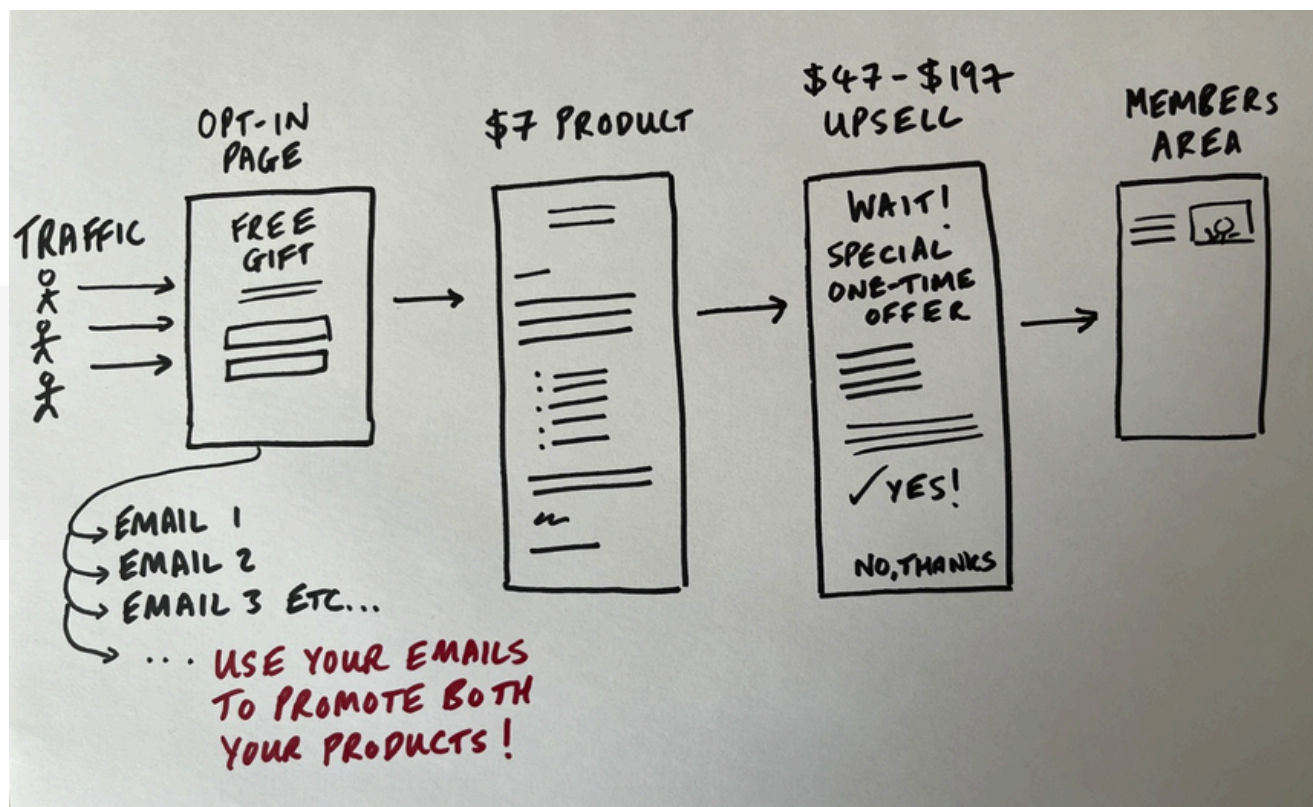 TRAFFIC
OPT-IN
PAGE
FREE
GIFT
$7 PRODUCT
$47-$197
UPSELL
WAIT!
SPECIAL
ONE-TIME
OFFER
✓ YES!
NO, THANKS
MEMBERS
AREA
EMAIL 1
EMAIL 2
EMAIL 3 ETC...
... USE YOUR EMAILS
TO PROMOTE BOTH
YOUR PRODUCTS!